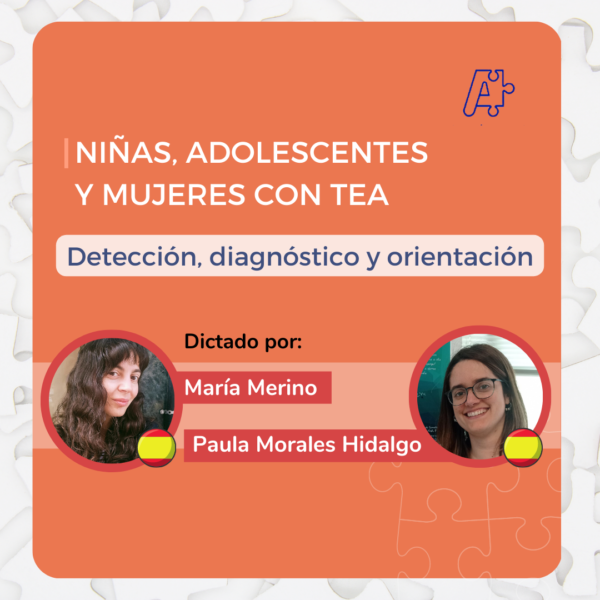 A
NIÑAS, ADOLESCENTES
Y MUJERES CON TEA
Detección, diagnóstico y orientación
Dictado por:
María Merino
Paula Morales Hidalgo